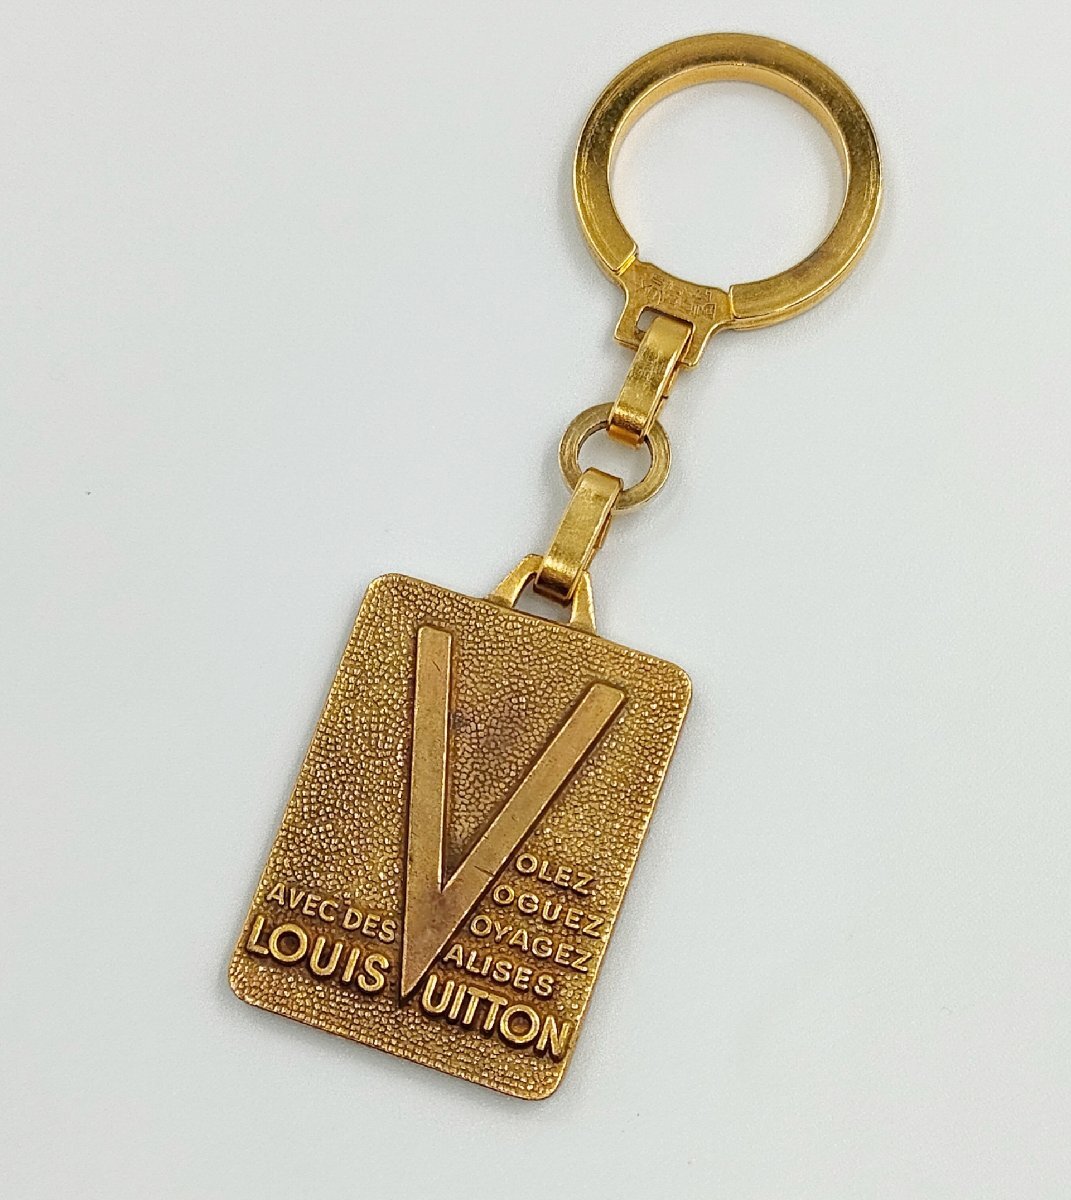 V
OLEZ
OGUEZ
OYAGEZ
AVEC DES ALISES
LOUIS UITTON